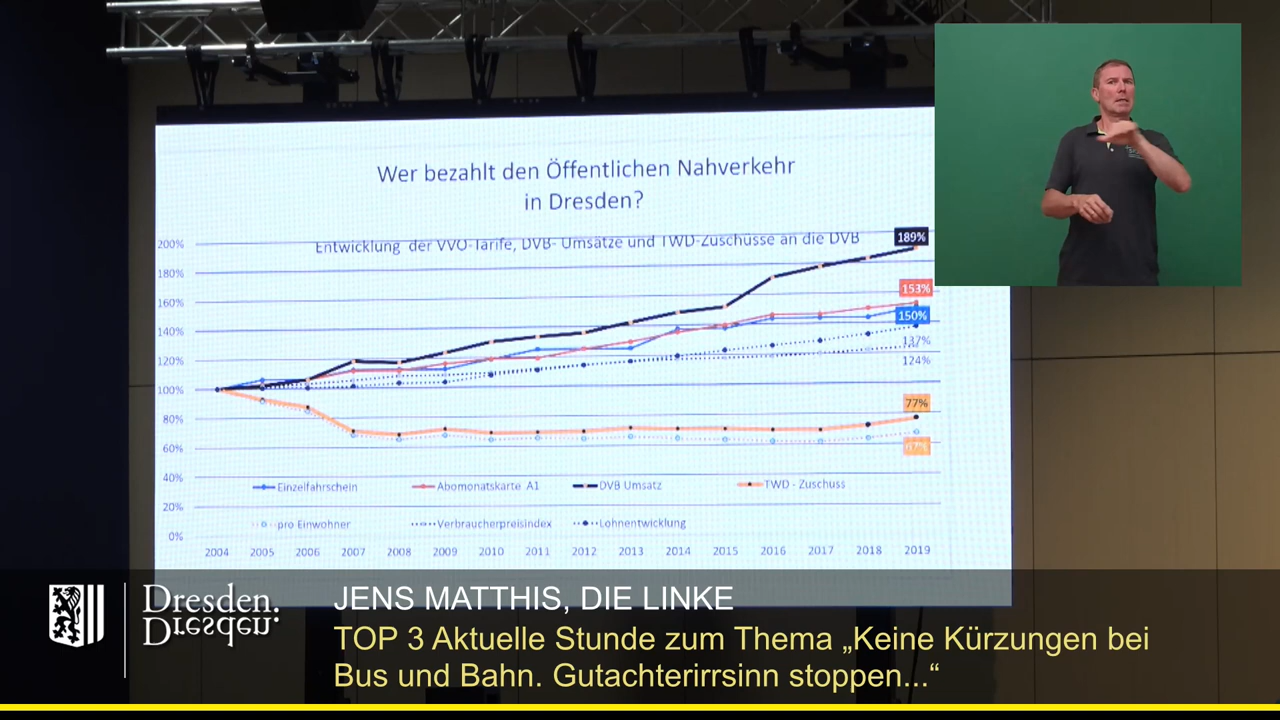 Wer bezahlt den Öffentlichen Nahverkehr
in Dresden?
Entwicklung der VVO-Tarife, DVB- Umsätze und TWD-Zuschüsse an die DVB
200%
180%
160%
140%
120%
100%
80%
60%
40%
20%
0%
189%
153%
150%
137%
124%
77%
67%
Einzelfahrschein
Abomonatskarte A1
DVB Umsatz
TWD - Zuschuss
pro Einwohner
Verbraucherpreisindex
Lohnentwicklung
2004 2005 2006 2007 2008 2009 2010 2011 2012 2013 2014 2015 2016 2017 2018 2019
Dresden.
Dresden.
JENS MATTHIS, DIE LINKE
TOP 3 Aktuelle Stunde zum Thema „Keine Kürzungen bei
Bus und Bahn. Gutachterirrsinn stoppen...“